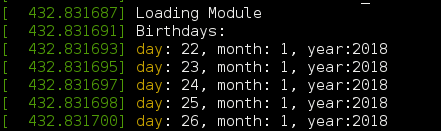 [  432.831687] Loading Module
[  432.831691] Birthdays:
[  432.831693] day: 22, month: 1, year:2018
[  432.831695] day: 23, month: 1, year:2018
[  432.831697] day: 24, month: 1, year:2018
[  432.831698] day: 25, month: 1, year:2018
[  432.831700] day: 26, month: 1, year:2018